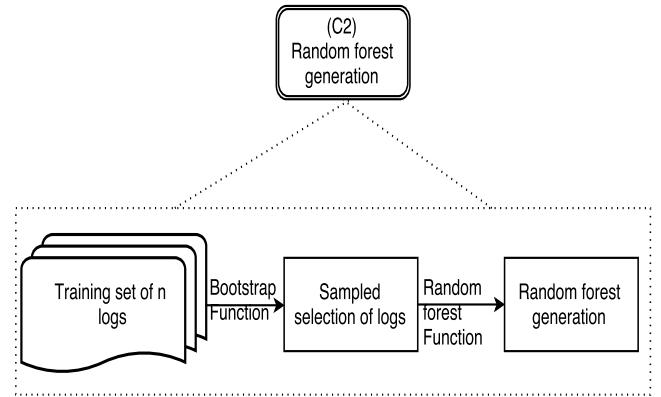 (C2)
Random forest
generation
Training set of n
logs
Bootstrap
Function
Sampled
selection of logs
Random
forest
Function
Random forest
generation